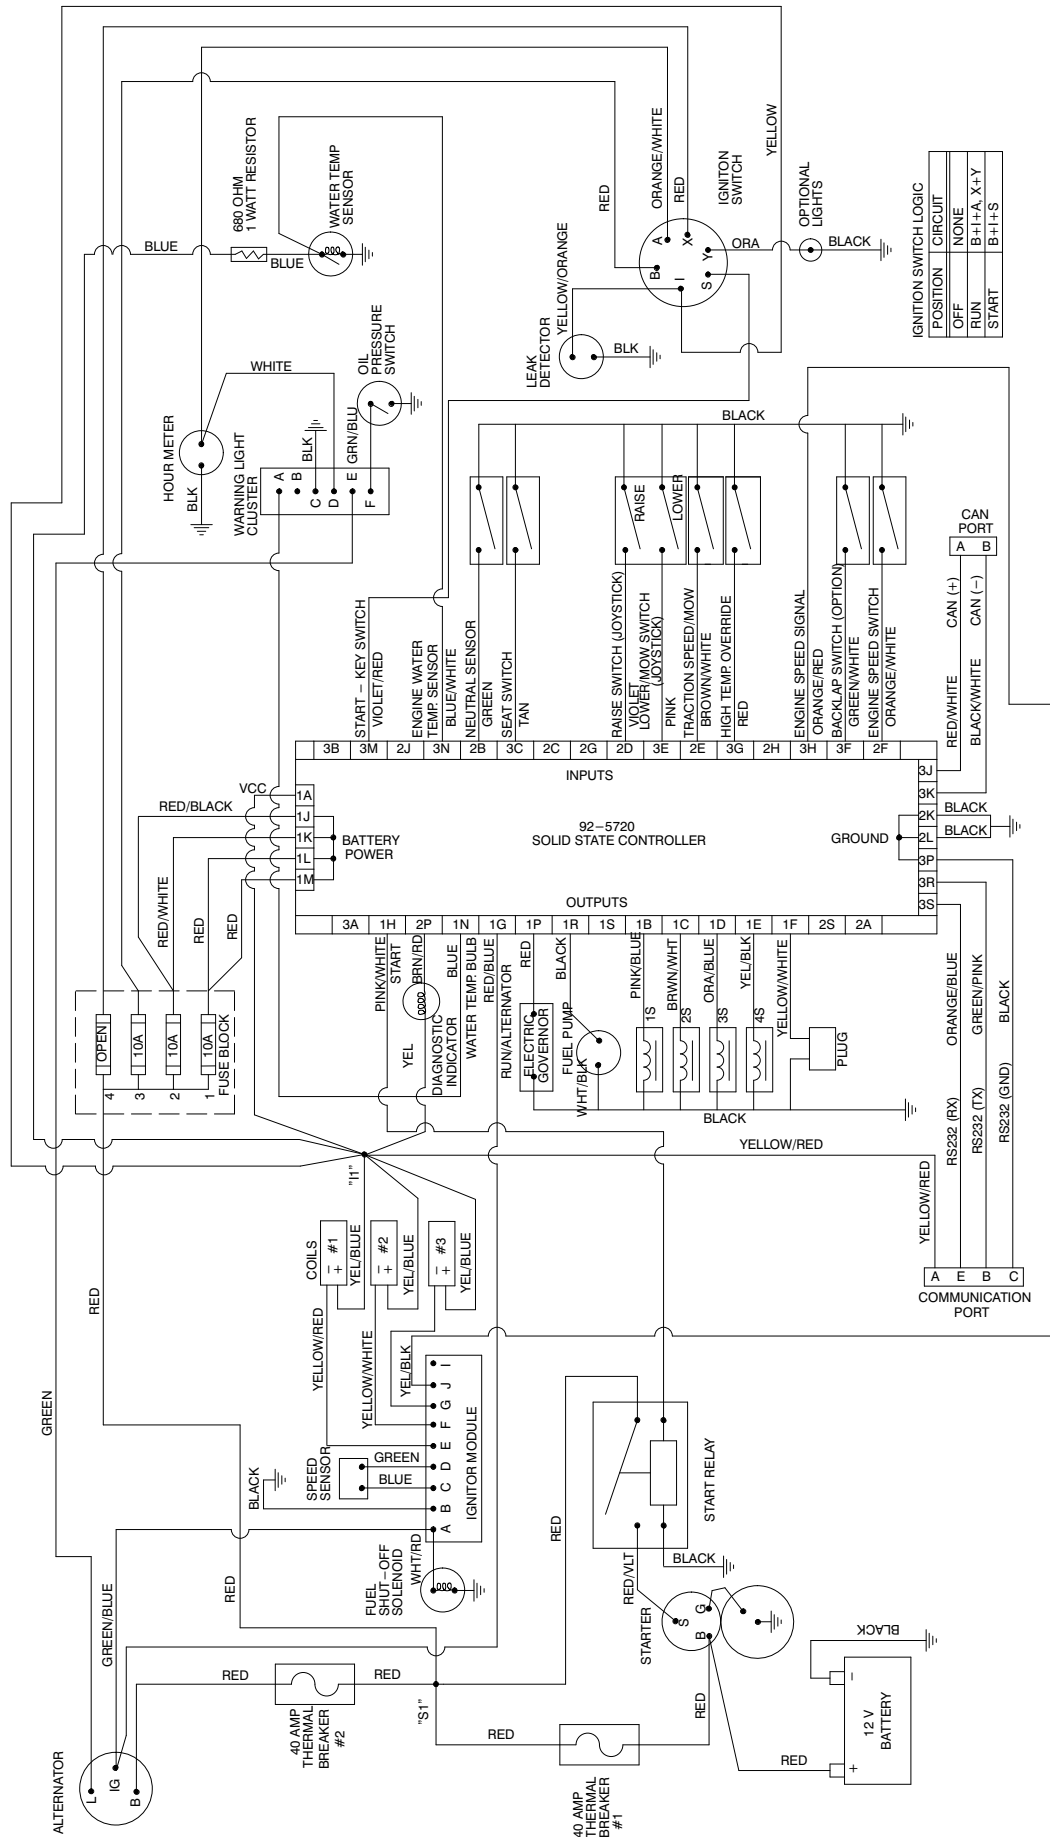 YELLOW
ORANGE/WHITE
RED
RED
IGNITON
SWITCH
680 OHM
1 WATT RESISTOR
WATER TEMP
SENSOR
BLUE
BLUE
B
A
X
Y
S
I
ORA
OPTIONAL
LIGHTS
BLACK
YELLOW/ORANGE
LEAK
DETECTOR
BLK
IGNITION SWITCH LOGIC
POSITION CIRCUIT
OFF NONE
RUN B+I+A, X+Y
START B+I+S
WHITE
OIL
PRESSURE
SWITCH
HOUR METER
BLK
WARNING LIGHT
CLUSTER
A
B
C
D
E
F
BLK
GRN/BLU
BLACK
RAISE
LOWER
CAN
PORT
A B
CAN (+)
CAN (−)
RED/WHITE
BLACK/WHITE
START − KEY SWITCH
VIOLET/RED
ENGINE WATER
TEMP. SENSOR
BLUE/WHITE
NEUTRAL SENSOR
GREEN
SEAT SWITCH
TAN
RAISE SWITCH (JOYSTICK)
VIOLET
LOWER/MOW SWITCH
(JOYSTICK)
PINK
TRACTION SPEED/MOW
BROWN/WHITE
HIGH TEMP. OVERRIDE
RED
ENGINE SPEED SIGNAL
ORANGE/RED
BACKLAP SWITCH (OPTION)
GREEN/WHITE
ENGINE SPEED SWITCH
ORANGE/WHITE
3B 3M 2J 3N 2B 3C 2C 2G 2D 3E 2E 3G 2H 3H 3F 2F
INPUTS
VCC
1A
1J
1K
1L
1M
RED/BLACK
BATTERY
POWER
92−5720
SOLID STATE CONTROLLER
GROUND
3J
3K
2K
2L
3P
3R
3S
BLACK
BLACK
OUTPUTS
3A 1H 2P 1N 1G 1P 1R 1S 1B 1C 1D 1E 1F 2S 2A
RED/WHITE
RED
RED
OPEN
10A
10A
10A
4
3
2
1
FUSE BLOCK
PINK/WHITE
START
BRN/RD
YEL
DIAGNOSTIC
INDICATOR
BLUE
WATER TEMP. BULB
RED/BLUE
RUN/ALTERNATOR
RED
ELECTRIC
GOVERNOR
BLACK
FUEL PUMP
WHT/BLK
PINK/BLUE
1S
BRWN/WHT
2S
ORA/BLUE
3S
YEL/BLK
4S
YELLOW/WHITE
PLUG
BLACK
ORANGE/BLUE
GREEN/PINK
BLACK
RS232 (RX)
RS232 (TX)
RS232 (GND)
YELLOW/RED
YELLOW/RED
A E B C
COMMUNICATION
PORT
"I1"
COILS
− + #1
YEL/BLUE
− + #2
YEL/BLUE
− + #3
YEL/BLUE
YELLOW/RED
YELLOW/WHITE
YEL/BLK
RED
GREEN
SPEED
SENSOR
GREEN
BLUE
BLACK
A B C D E F G J I
IGNITOR MODULE
WHT/RD
FUEL
SHUT−OFF
SOLENOID
START RELAY
BLACK
RED
RED/VLT
STARTER
S
G
B
GREEN/BLUE
RED
ALTERNATOR
L
IG
B
RED
RED
40 AMP
THERMAL
BREAKER
#2
"S1"
RED
40 AMP
THERMAL
BREAKER
#1
RED
RED
BLACK
−
+
12 V
BATTERY